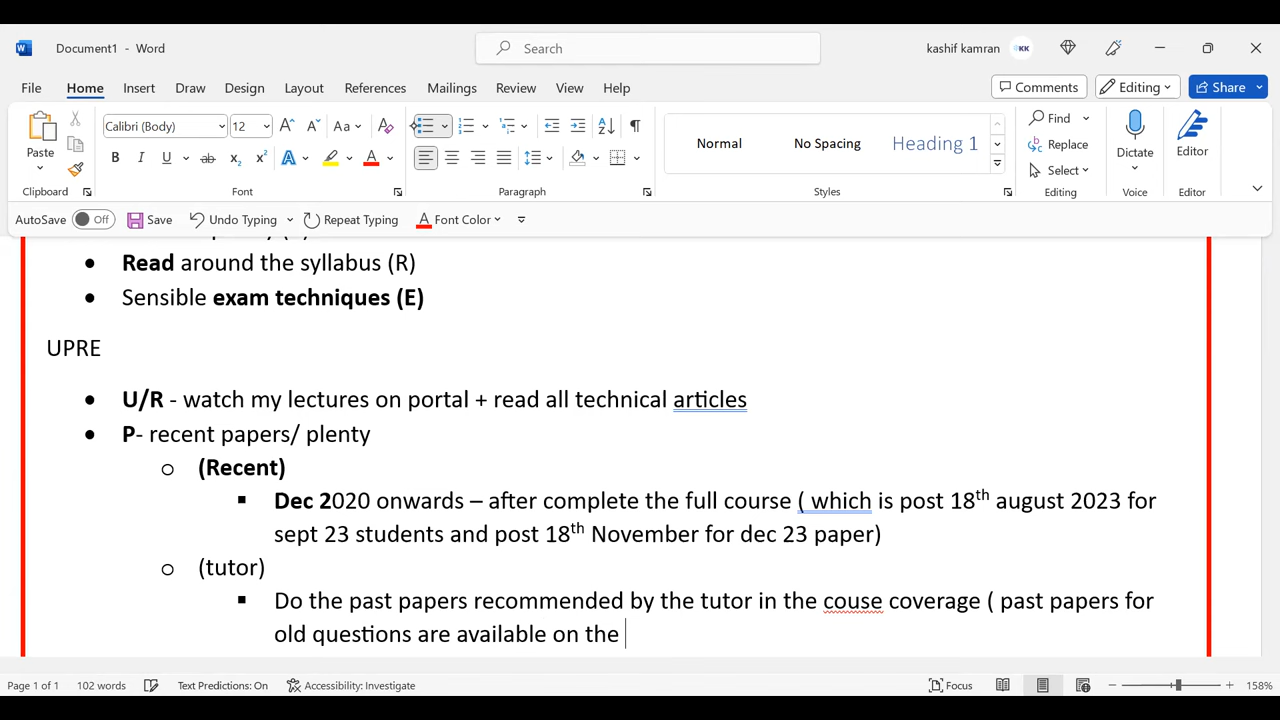 Document1 - Word
Search
kashif kamran KK
File Home Insert Draw Design Layout References Mailings Review View Help Comments Editing Share
Paste
Calibri (Body) 12 Aa
Normal No Spacing Heading 1
Find
Replace
Select
Dictate
Editor
Clipboard Font Paragraph Styles Editing Voice Editor
AutoSave Off Save Undo Typing Repeat Typing Font Color
• Read around the syllabus (R)
• Sensible exam techniques (E)
UPRE
• U/R - watch my lectures on portal + read all technical articles
• P- recent papers/ plenty
o (Recent)
▪ Dec 2020 onwards – after complete the full course ( which is post 18th august 2023 for
sept 23 students and post 18th November for dec 23 paper)
o (tutor)
▪ Do the past papers recommended by the tutor in the couse coverage ( past papers for
old questions are available on the
Page 1 of 1 102 words Text Predictions: On Accessibility: Investigate Focus 158%